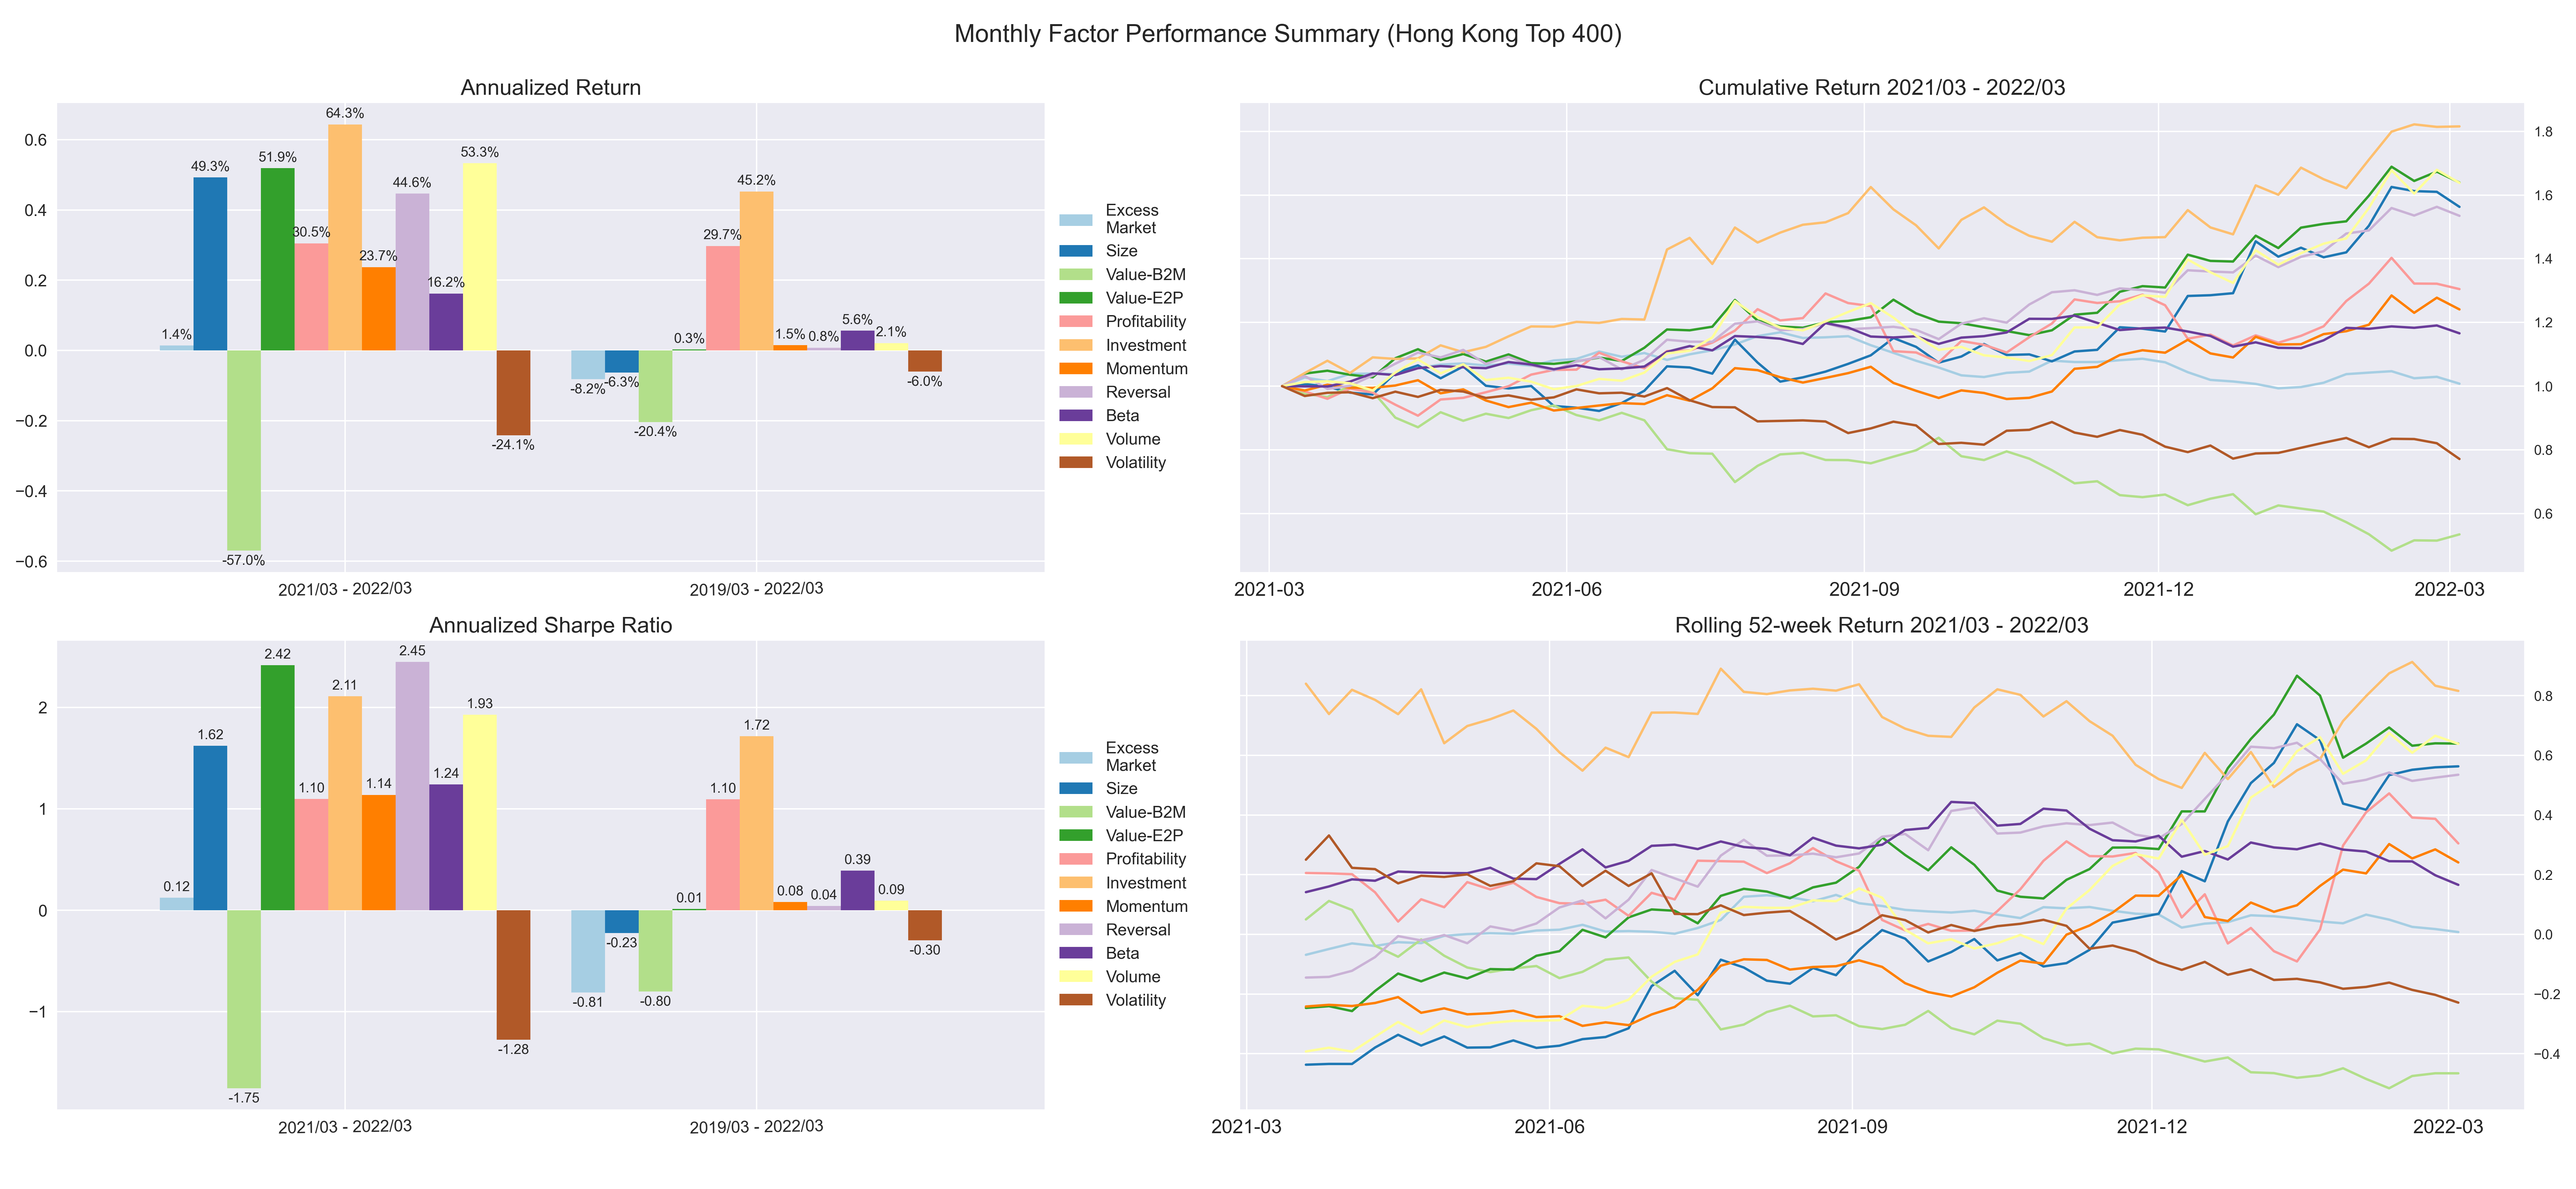 Monthly Factor Performance Summary (Hong Kong Top 400)
Annualized Return
0.6
0.4
0.2
0.0
−0.2
−0.4
−0.6
1.4%
49.3%
-57.0%
51.9%
30.5%
64.3%
23.7%
44.6%
16.2%
53.3%
-24.1%
-8.2%
-6.3%
-20.4%
0.3%
29.7%
45.2%
1.5%
0.8%
5.6%
2.1%
-6.0%
2021/03 - 2022/03
2019/03 - 2022/03
Excess
Market
Size
Value-B2M
Value-E2P
Profitability
Investment
Momentum
Reversal
Beta
Volume
Volatility
Cumulative Return 2021/03 - 2022/03
1.8
1.6
1.4
1.2
1.0
0.8
0.6
2021-03
2021-06
2021-09
2021-12
2022-03
Annualized Sharpe Ratio
2
1
0
−1
0.12
1.62
-1.75
2.42
1.10
2.11
1.14
2.45
1.24
1.93
-1.28
-0.81
-0.23
-0.80
0.01
1.10
1.72
0.08
0.04
0.39
0.09
-0.30
2021/03 - 2022/03
2019/03 - 2022/03
Excess
Market
Size
Value-B2M
Value-E2P
Profitability
Investment
Momentum
Reversal
Beta
Volume
Volatility
Rolling 52-week Return 2021/03 - 2022/03
0.8
0.6
0.4
0.2
0.0
−0.2
−0.4
2021-03
2021-06
2021-09
2021-12
2022-03